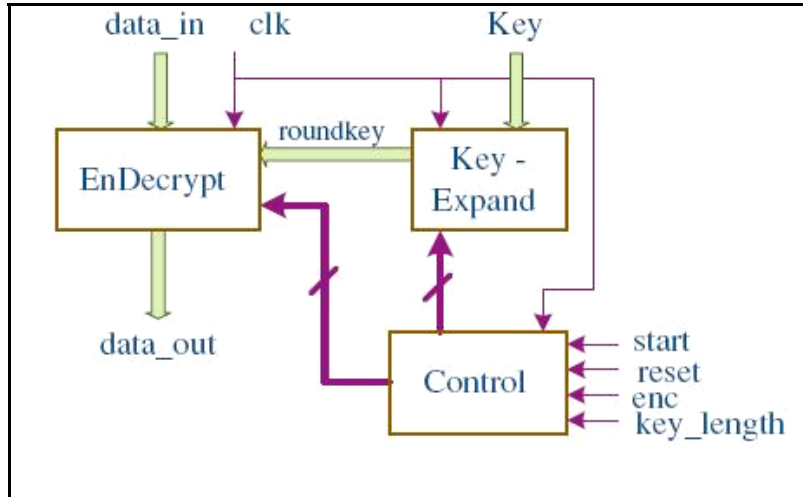 data_in clk Key
roundkey
EnDecrypt
Key -
Expand
data_out
Control
start
reset
enc
key_length